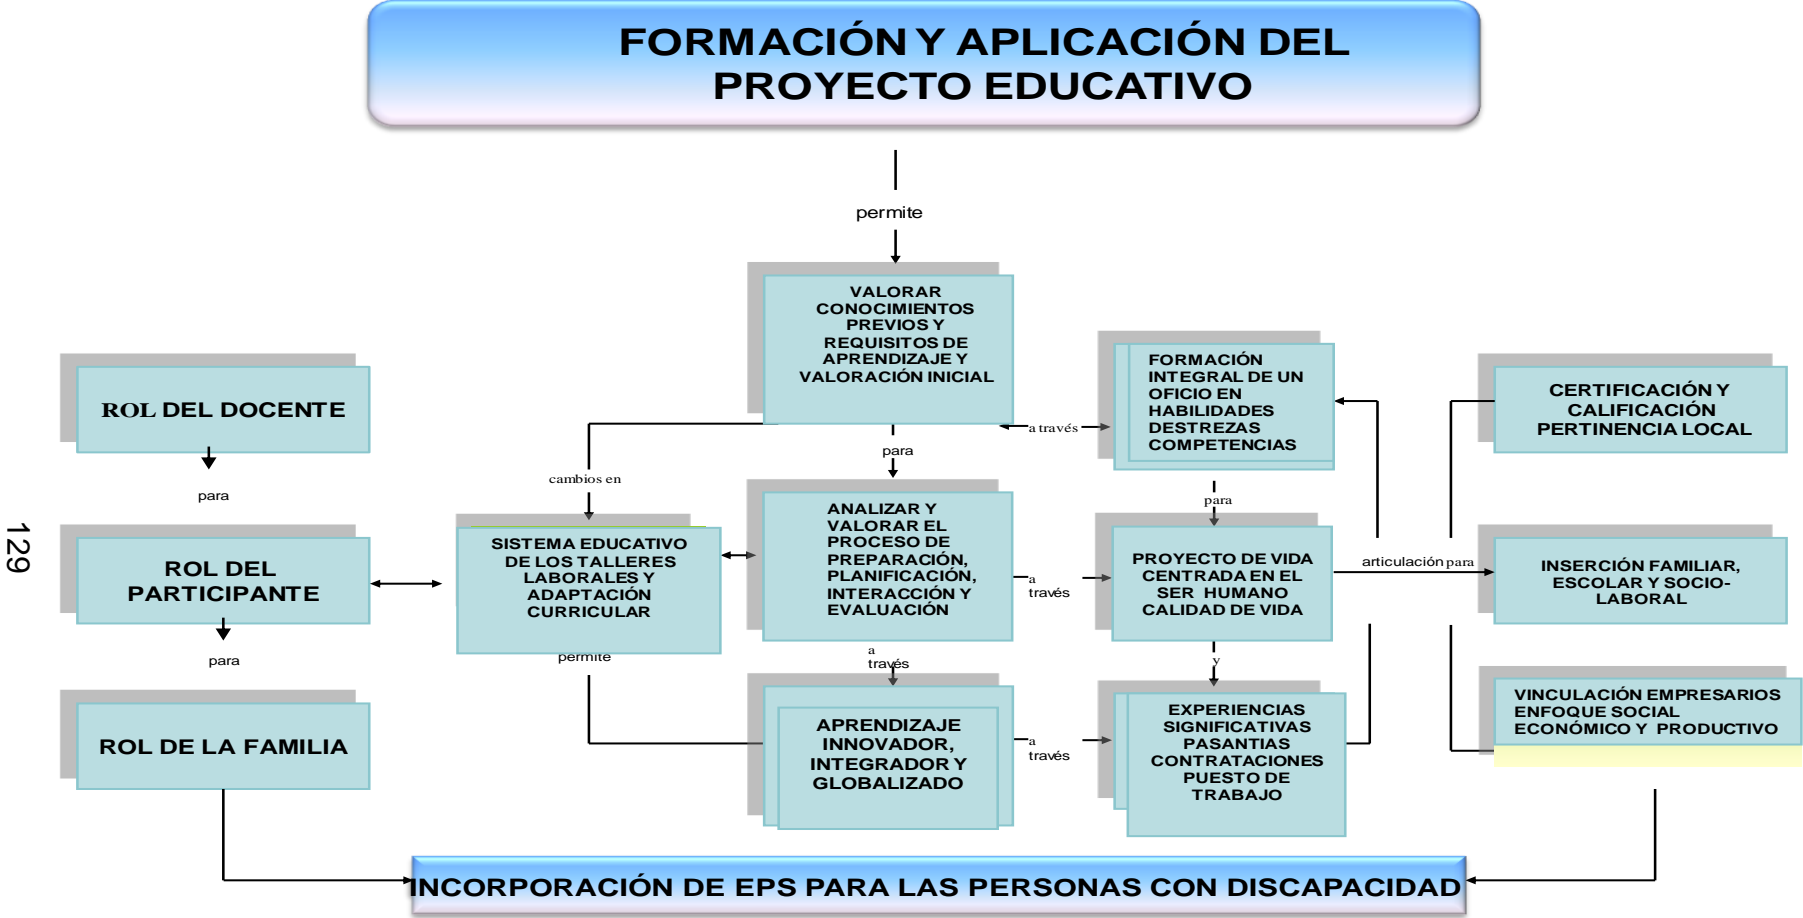 FORMACIÓN Y APLICACIÓN DEL
PROYECTO EDUCATIVO
permite
VALORAR
CONOCIMIENTOS
PREVIOS Y
REQUISITOS DE
APRENDIZAJE Y
VALORACIÓN INICIAL
a través
FORMACIÓN
INTEGRAL DE UN
OFICIO EN
HABILIDADES
DESTREZAS
COMPETENCIAS
CERTIFICACIÓN Y
CALIFICACIÓN
PERTINENCIA LOCAL
ROL DEL DOCENTE
para
cambios en
para
para
129
ROL DEL
PARTICIPANTE
SISTEMA EDUCATIVO
DE LOS TALLERES
LABORALES Y
ADAPTACIÓN
CURRICULAR
ANALIZAR Y
VALORAR EL
PROCESO DE
PREPARACIÓN,
PLANIFICACIÓN,
INTERACCIÓN Y
EVALUACIÓN
a
través
PROYECTO DE VIDA
CENTRADA EN EL
SER HUMANO
CALIDAD DE VIDA
articulación para
INSERCIÓN FAMILIAR,
ESCOLAR Y SOCIO-
LABORAL
para
permite
a
través
y
ROL DE LA FAMILIA
APRENDIZAJE
INNOVADOR,
INTEGRADOR Y
GLOBALIZADO
a
través
EXPERIENCIAS
SIGNIFICATIVAS
PASANTIAS
CONTRATACIONES
PUESTO DE
TRABAJO
VINCULACIÓN EMPRESARIOS
ENFOQUE SOCIAL
ECONÓMICO Y PRODUCTIVO
INCORPORACIÓN DE EPS PARA LAS PERSONAS CON DISCAPACIDAD